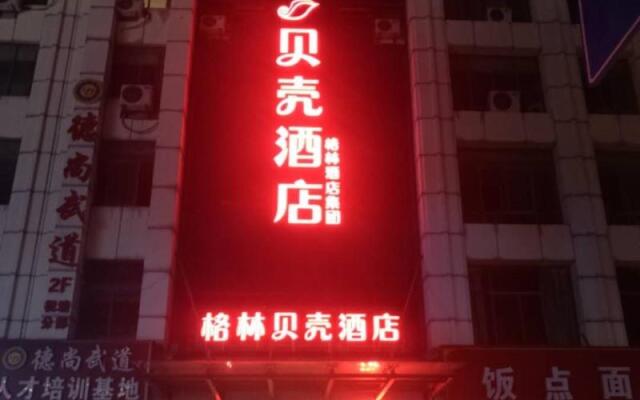 贝壳酒店
格林酒店集团
格林贝壳酒店
德尚武道
2F
德尚武道
人才培训基地
饭点面